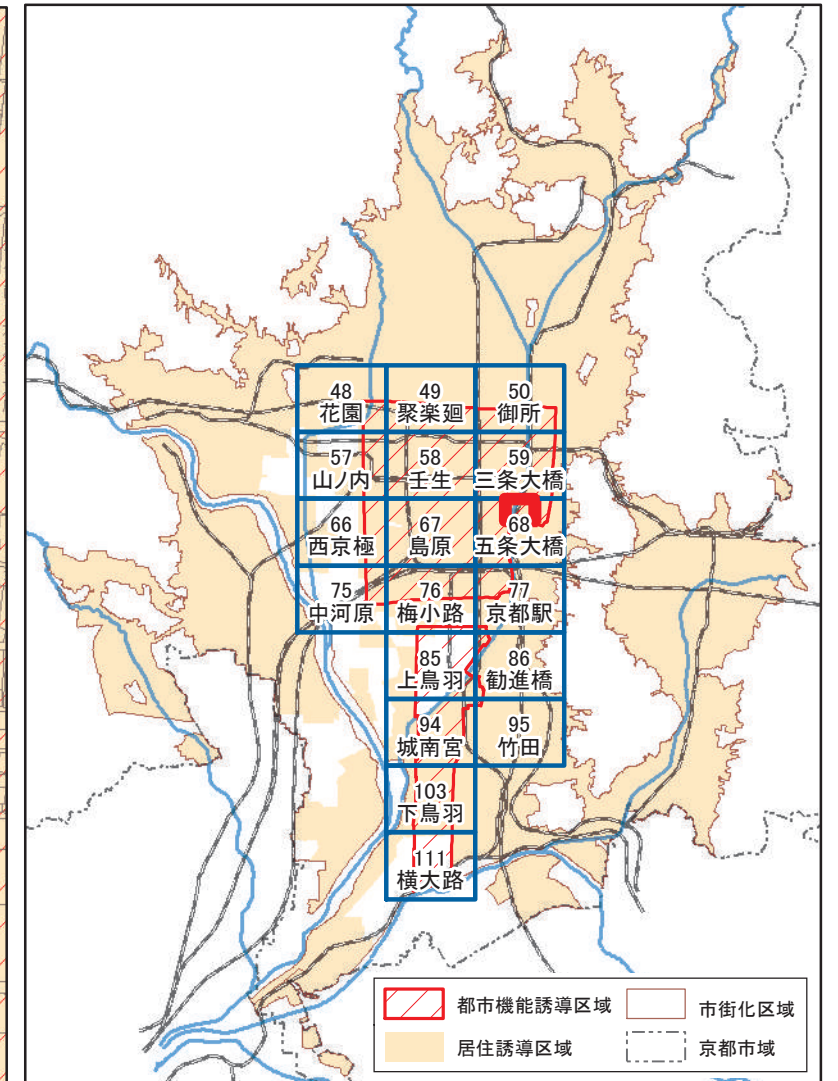 48
花園
49
聚楽廻
50
御所
57
山ノ内
58
壬生
59
三条大橋
66
西京極
67
島原
68
五条大橋
75
中河原
76
梅小路
77
京都駅
85
上鳥羽
86
勧進橋
94
城南宮
95
竹田
103
下鳥羽
111
横大路
都市機能誘導区域
市街化区域
居住誘導区域
京都市域